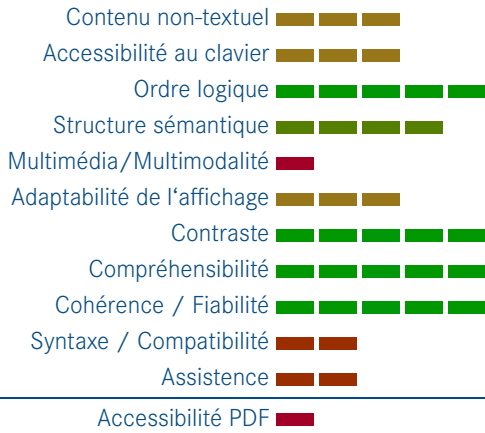 Contenu non-textuel
Accessibilité au clavier
Ordre logique
Structure sémantique
Multimédia/Multimodalité
Adaptabilité de l‘affichage
Contraste
Compréhensibilité
Cohérence / Fiabilité
Syntaxe / Compatibilité
Assistence
Accessibilité PDF